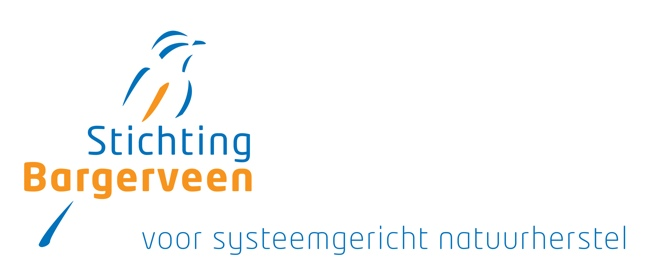 Stichting
Bargerveen
voor systeemgericht natuurherstel